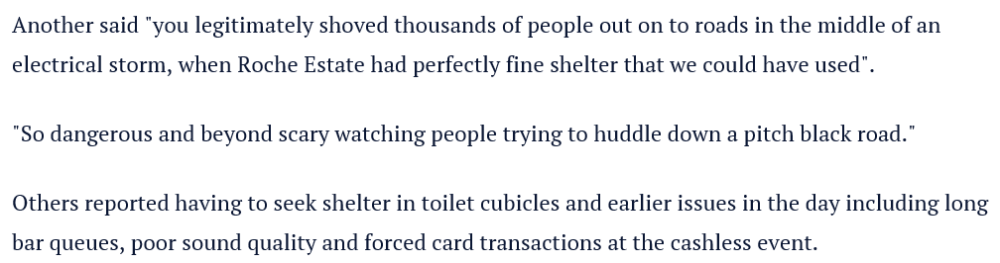 Another said "you legitimately shoved thousands of people out on to roads in the middle of an
electrical storm, when Roche Estate had perfectly fine shelter that we could have used".
"So dangerous and beyond scary watching people trying to huddle down a pitch black road."
Others reported having to seek shelter in toilet cubicles and earlier issues in the day including long
bar queues, poor sound quality and forced card transactions at the cashless event.